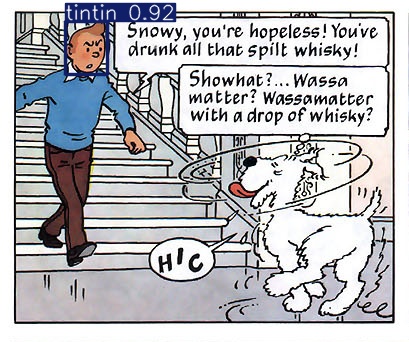 tintin 0.92
Snowy, you're hopeless! You've
drunk all that spilt whisky!
Showhat?... Wassa
matter? Wassamatter
with a drop of whisky?
HIC